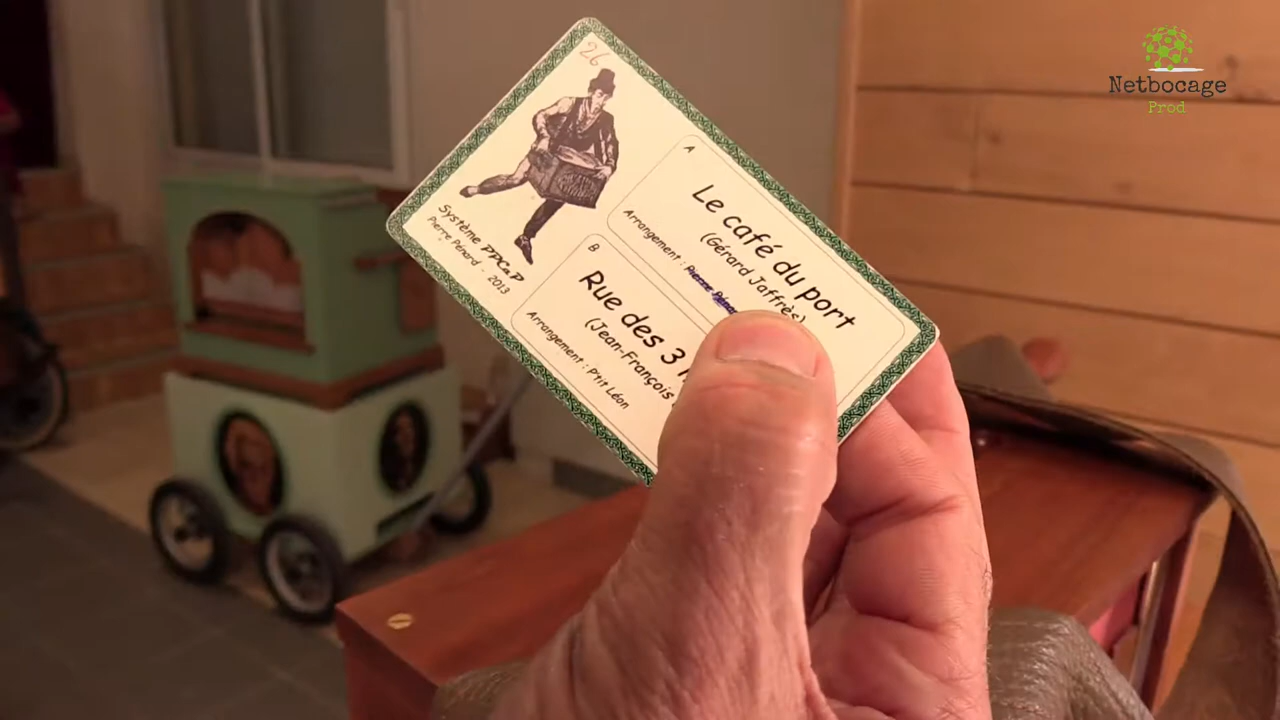 26
Système PPCaP
Pierre Pénard - 2013
A
Le café du port
(Gérard Jaffrès)
Arrangement : Pierre
B
Rue des 3
(Jean-François
Arrangement : P'tit Léon
Netbocage
Prod